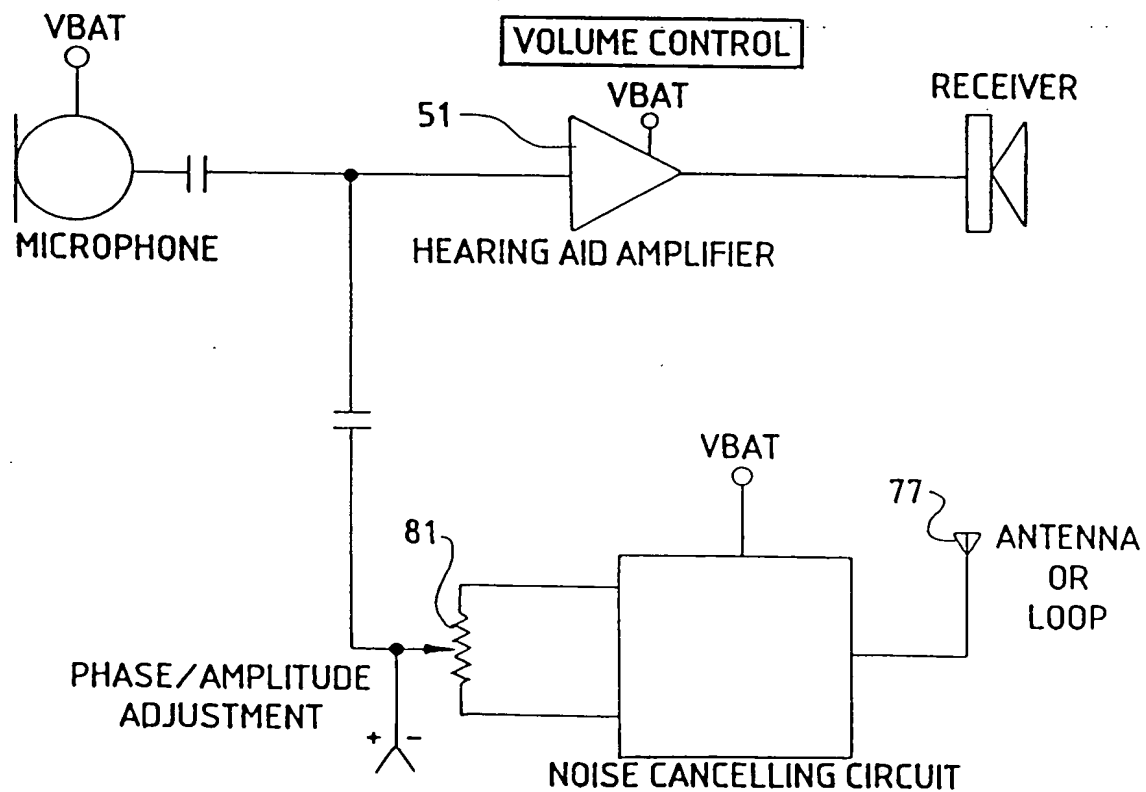 VBAT
VOLUME CONTROL
VBAT
RECEIVER
51
MICROPHONE
HEARING AID AMPLIFIER
VBAT
77
81
ANTENNA
OR
LOOP
PHASE/AMPLITUDE
ADJUSTMENT
+ -
NOISE CANCELLING CIRCUIT